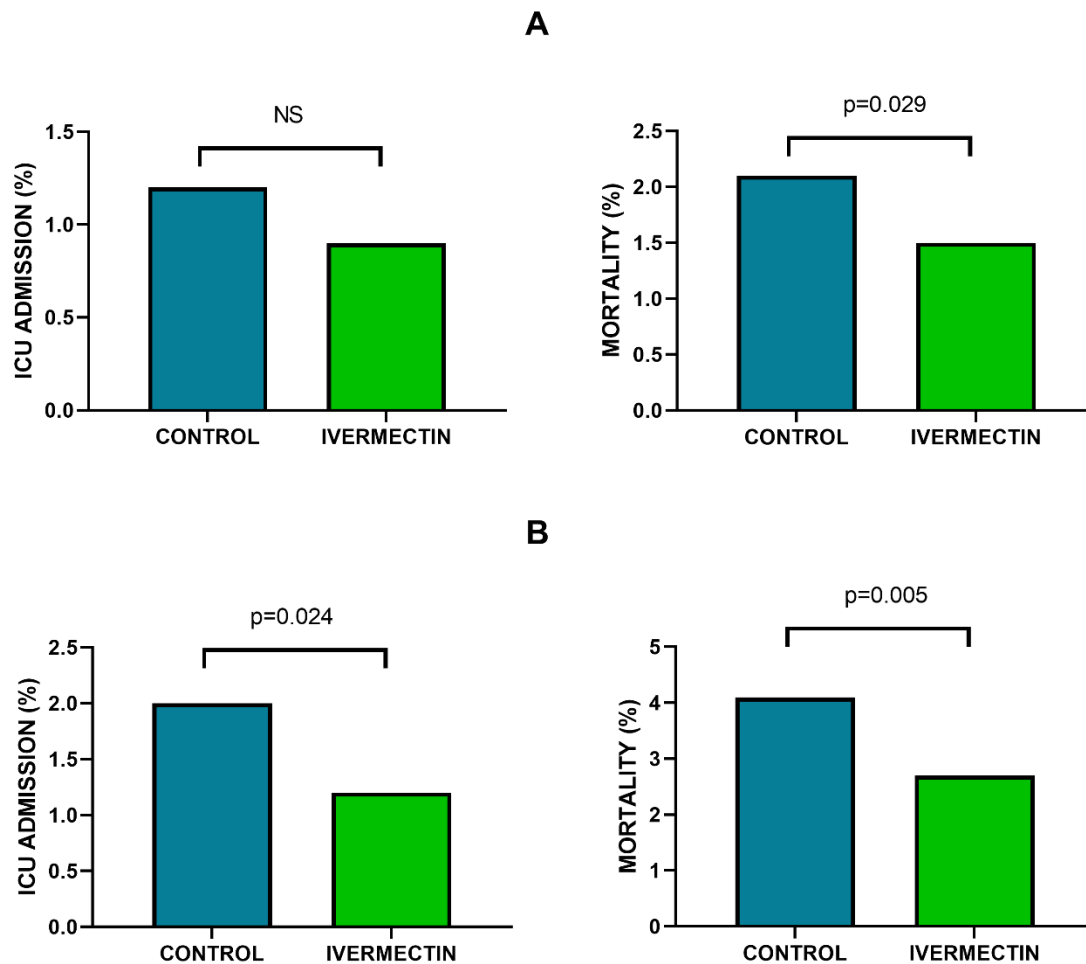 A
NS
p=0.029
ICU ADMISSION (%)
1.5
1.0
0.5
0.0
CONTROL
IVERMECTIN
MORTALITY (%)
2.5
2.0
1.5
1.0
0.5
0.0
CONTROL
IVERMECTIN
B
p=0.024
p=0.005
ICU ADMISSION (%)
2.5
2.0
1.5
1.0
0.5
0.0
CONTROL
IVERMECTIN
MORTALITY (%)
5
4
3
2
1
0
CONTROL
IVERMECTIN